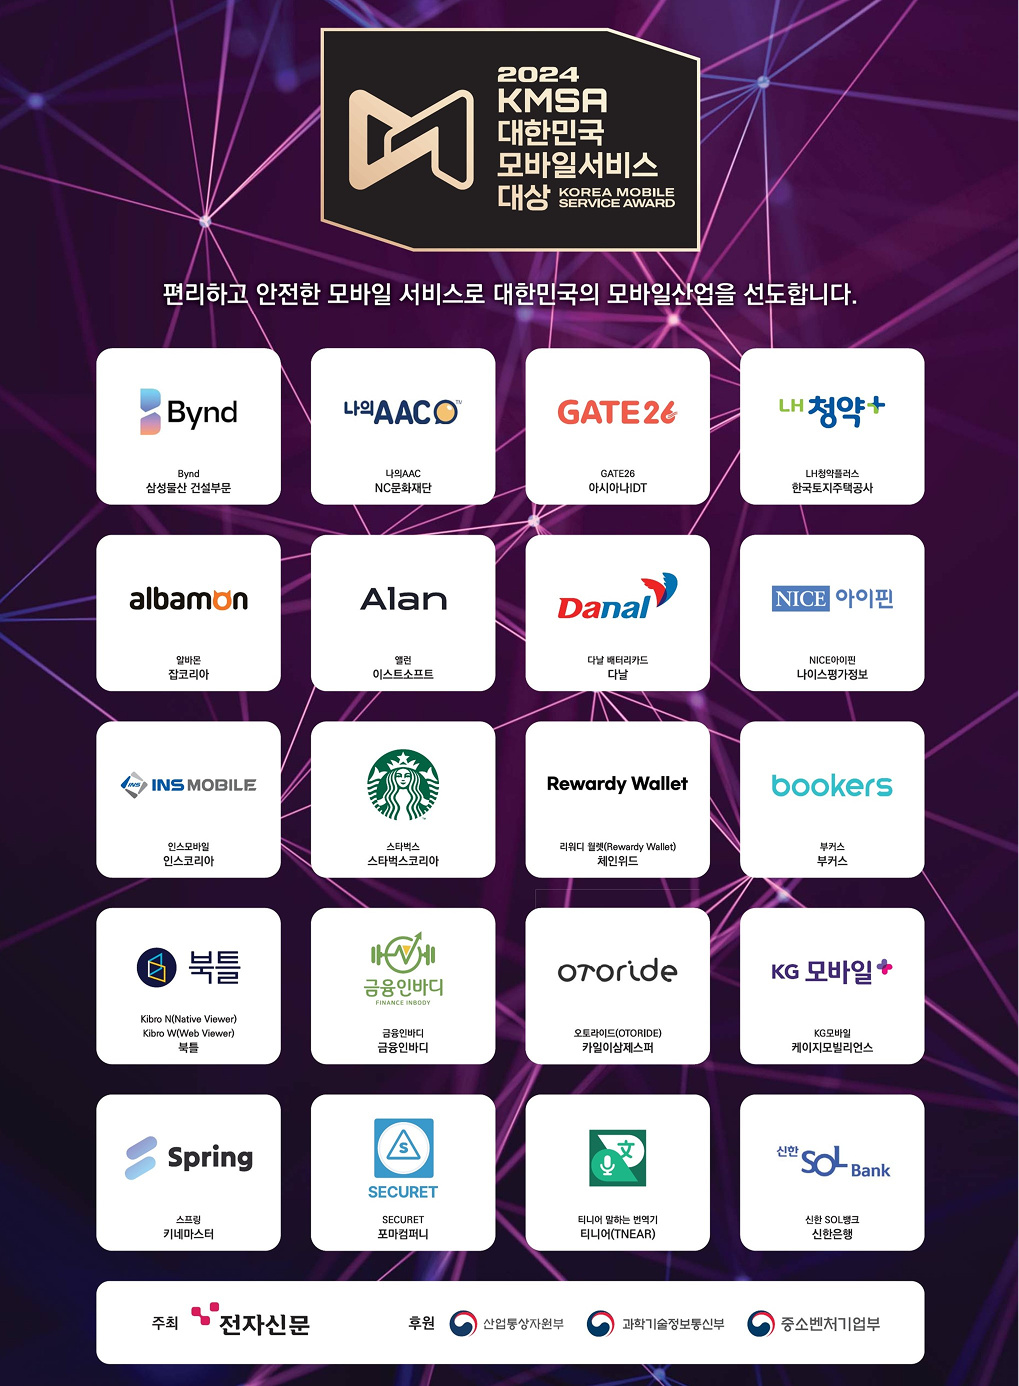 2024
KMSA
대한민국
모바일서비스
대상 KOREA MOBILE
SERVICE AWARD
편리하고 안전한 모바일 서비스로 대한민국의 모바일산업을 선도합니다.
Bynd
Bynd
삼성물산 건설부문
나의AAC TM
나의AAC
NC문화재단
GATE26
GATE26
아시아나IDT
LH 청약+
LH청약플러스
한국토지주택공사
albamon
알바몬
잡코리아
Alan
앨런
이스트소프트
Danal
다날 배터리카드
다날
NICE 아이핀
NICE아이핀
나이스평가정보
INS INS MOBILE
인스모바일
인스코리아
스타벅스
스타벅스코리아
Rewardy Wallet
리워디 월렛(Rewardy Wallet)
체인위드
bookers
부커스
부커스
북틀
Kibro N(Native Viewer)
Kibro W(Web Viewer)
북틀
금융인바디
FINANCE INBODY
금융인바디
금융인바디
OTORIDE
오토라이드(OTORIDE)
카일이삼제스퍼
KG 모바일
KG모바일
케이지모빌리언스
Spring
스프링
키네마스터
S
SECURET
SECURET
포마컴퍼니
文
티니어 말하는 번역기
티니어(TNEAR)
신한 SOL Bank
신한 SOL뱅크
신한은행
주최 전자신문 후원 산업통상자원부 과학기술정보통신부 중소벤처기업부